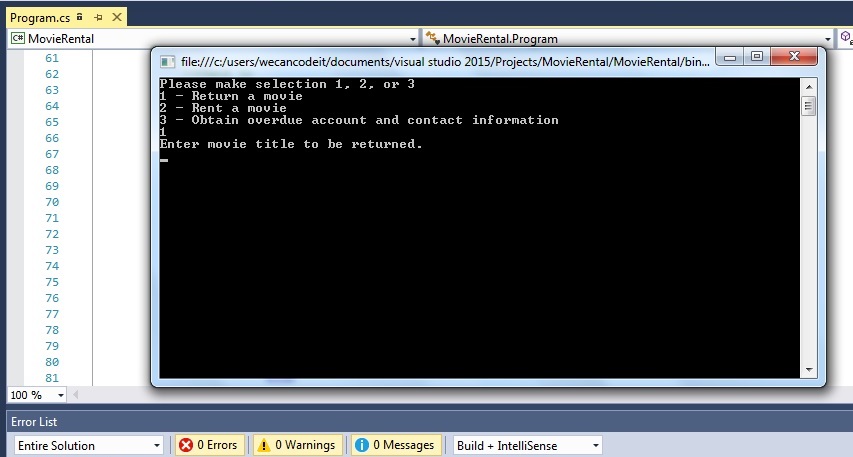 Program.cs
C# MovieRental
MovieRental.Program
file:///c:/users/wecancodeit/documents/visual studio 2015/Projects/MovieRental/MovieRental/bin...
Please make selection 1, 2, or 3
1 - Return a movie
2 - Rent a movie
3 - Obtain overdue account and contact information
1
Enter movie title to be returned.
61
62
63
64
65
66
67
68
69
70
71
72
73
74
75
76
77
78
79
80
81
100 %
Error List
Entire Solution
0 Errors
0 Warnings
0 Messages
Build + IntelliSense